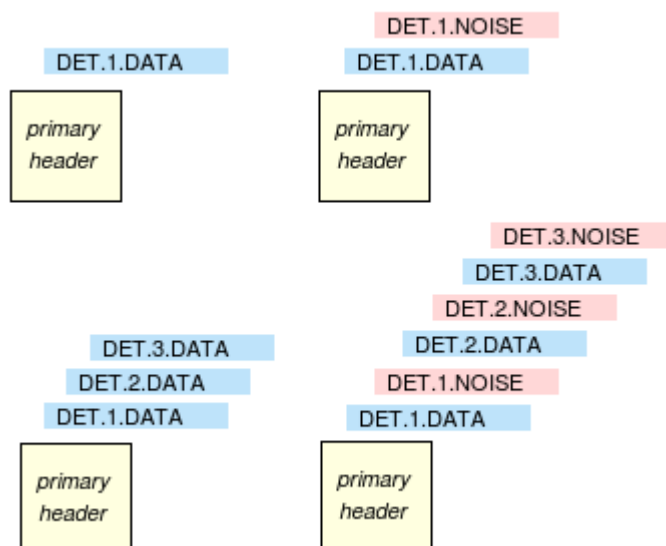 DET.1.DATA
primary
header
DET.1.NOISE
DET.1.DATA
primary
header
DET.3.DATA
DET.2.DATA
DET.1.DATA
primary
header
DET.3.NOISE
DET.3.DATA
DET.2.NOISE
DET.2.DATA
DET.1.NOISE
DET.1.DATA
primary
header